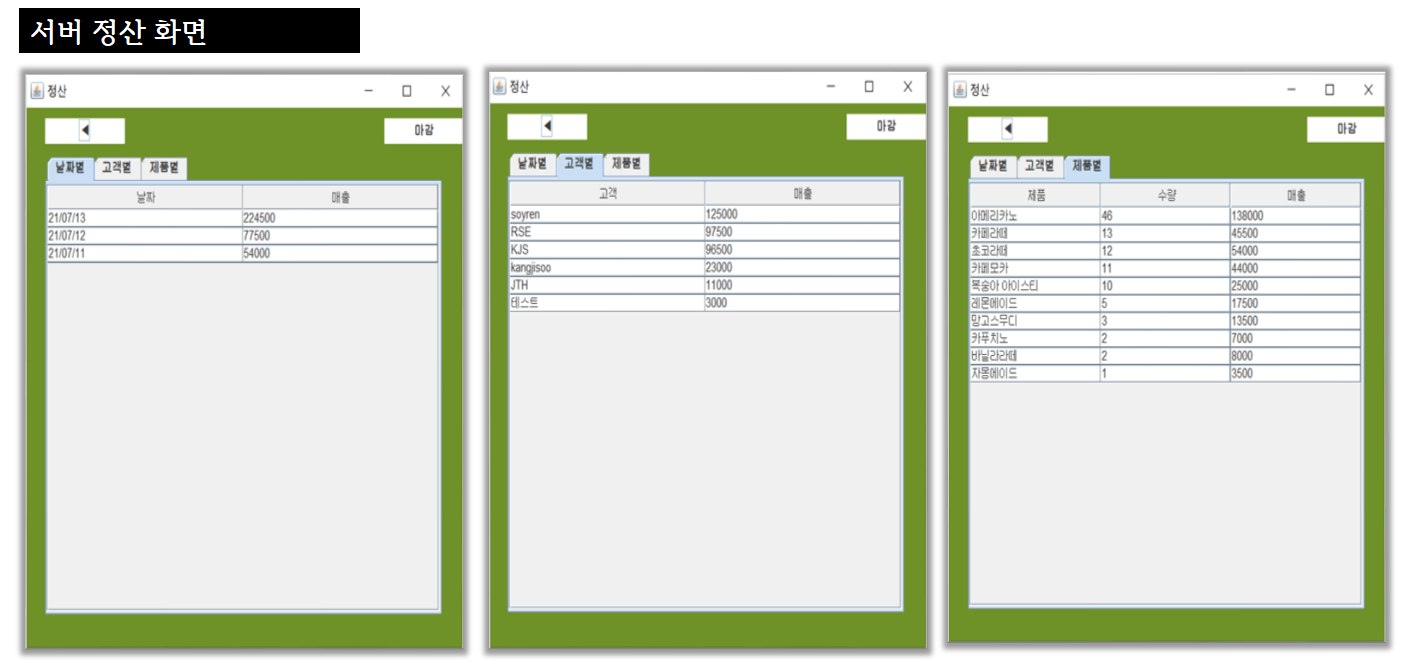 서버 정산 화면
정산
◀ 마감
날짜별 고객별 제품별
날짜 매출
21/07/13 224500
21/07/12 77500
21/07/11 54000
정산
◀ 마감
날짜별 고객별 제품별
고객 매출
soyren 125000
RSE 97500
KJS 96500
kangjisoo 23000
JTH 11000
테스트 3000
정산
◀ 마감
날짜별 고객별 제품별
제품 수량 매출
아메리카노 46 138000
카페라떼 13 45500
초코라떼 12 54000
카페모카 11 44000
복숭아 아이스티 10 25000
레몬에이드 5 17500
망고스무디 3 13500
카푸치노 2 7000
바닐라라떼 2 8000
자몽에이드 1 3500